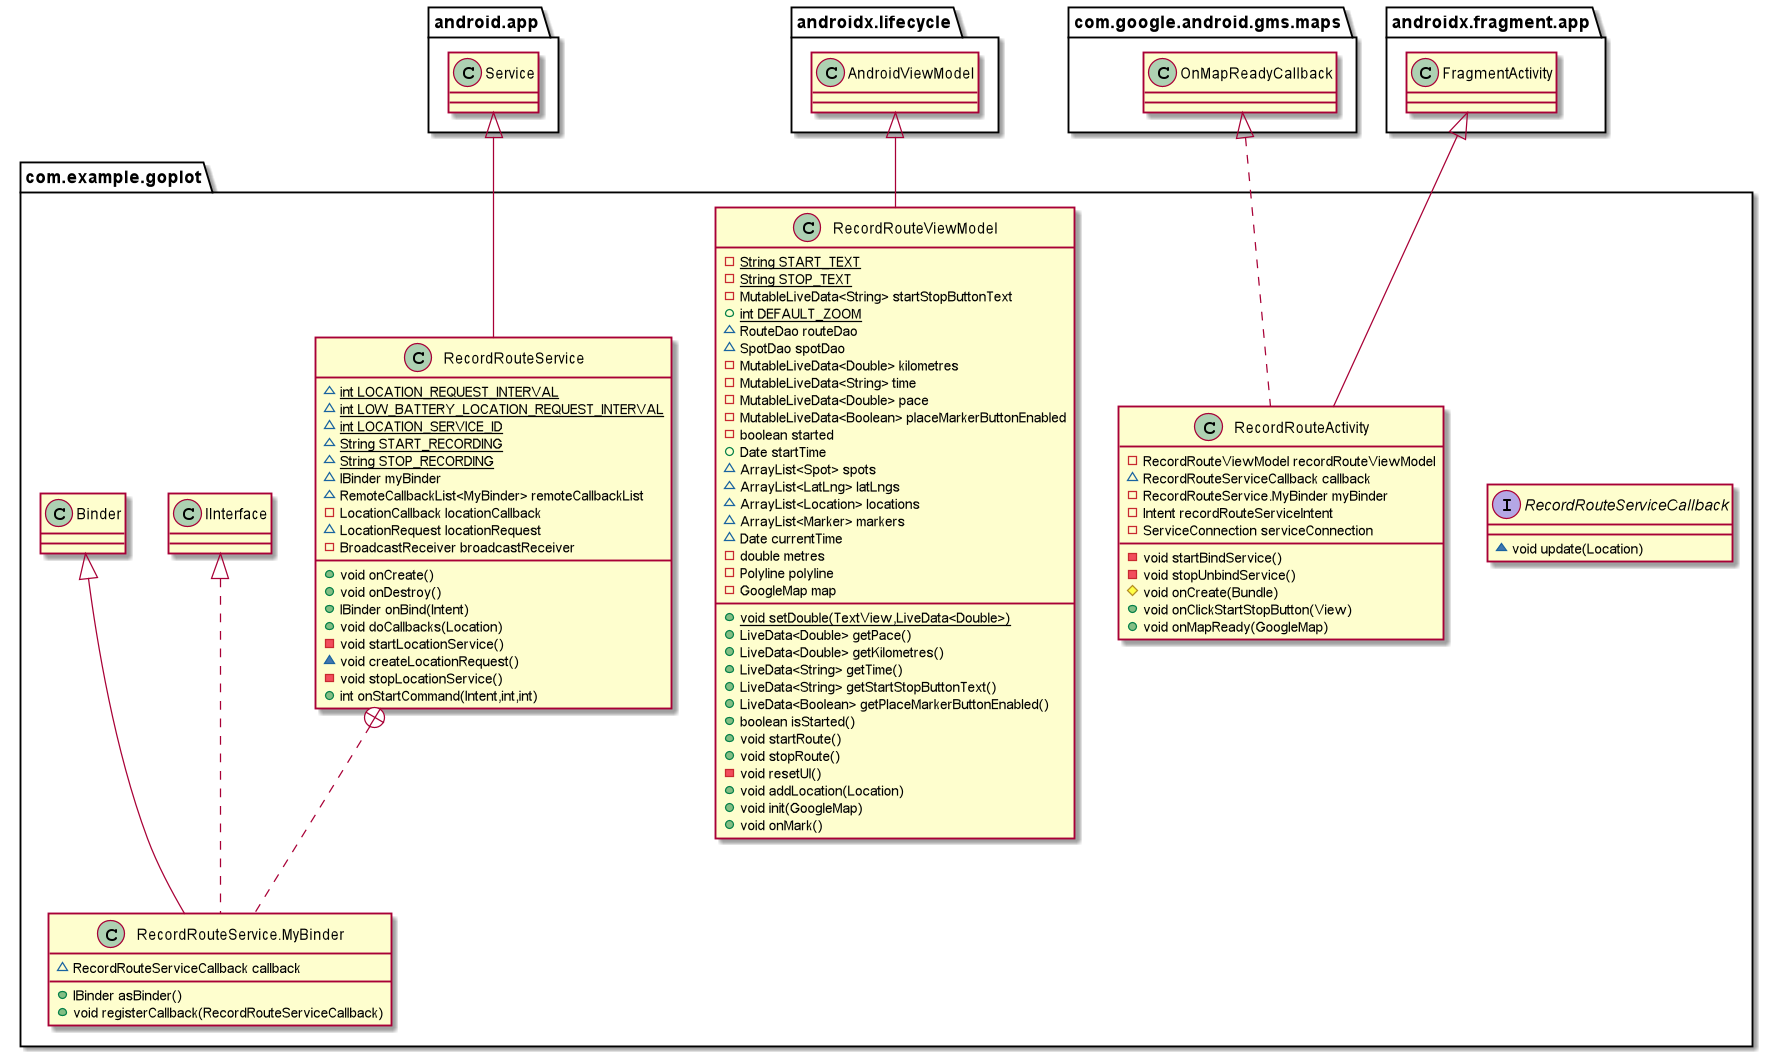 android.app
androidx.lifecycle
com.google.android.gms.maps
androidx.fragment.app
C Service
C AndroidViewModel
C OnMapReadyCallback
C FragmentActivity
com.example.goplot
C RecordRouteViewModel
String START_TEXT
String STOP_TEXT
MutableLiveData<String> startStopButtonText
int DEFAULT_ZOOM
RouteDao routeDao
SpotDao spotDao
MutableLiveData<Double> kilometres
MutableLiveData<String> time
MutableLiveData<Double> pace
MutableLiveData<Boolean> placeMarkerButtonEnabled
boolean started
Date startTime
ArrayList<Spot> spots
ArrayList<LatLng> latLngs
ArrayList<Location> locations
ArrayList<Marker> markers
Date currentTime
double metres
Polyline polyline
GoogleMap map
void setDouble(TextView,LiveData<Double>)
LiveData<Double> getPace()
LiveData<Double> getKilometres()
LiveData<String> getTime()
LiveData<String> getStartStopButtonText()
LiveData<Boolean> getPlaceMarkerButtonEnabled()
boolean isStarted()
void startRoute()
void stopRoute()
void resetUI()
void addLocation(Location)
void init(GoogleMap)
void onMark()
C RecordRouteService
int LOCATION_REQUEST_INTERVAL
int LOW_BATTERY_LOCATION_REQUEST_INTERVAL
int LOCATION_SERVICE_ID
String START_RECORDING
String STOP_RECORDING
IBinder myBinder
RemoteCallbackList<MyBinder> remoteCallbackList
LocationCallback locationCallback
LocationRequest locationRequest
BroadcastReceiver broadcastReceiver
void onCreate()
void onDestroy()
IBinder onBind(Intent)
void doCallbacks(Location)
void startLocationService()
void createLocationRequest()
void stopLocationService()
int onStartCommand(Intent,int,int)
C RecordRouteActivity
RecordRouteViewModel recordRouteViewModel
RecordRouteServiceCallback callback
RecordRouteService.MyBinder myBinder
Intent recordRouteServiceIntent
ServiceConnection serviceConnection
void startBindService()
void stopUnbindService()
void onCreate(Bundle)
void onClickStartStopButton(View)
void onMapReady(GoogleMap)
I RecordRouteServiceCallback
void update(Location)
C Binder
C IInterface
C RecordRouteService.MyBinder
RecordRouteServiceCallback callback
IBinder asBinder()
void registerCallback(RecordRouteServiceCallback)